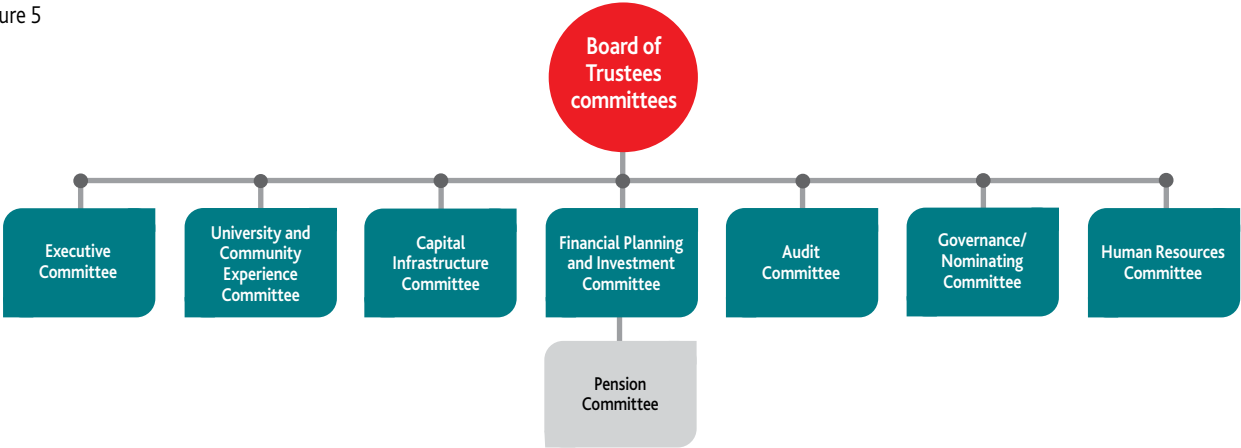 ure 5
Board of
Trustees
committees
Executive
Committee
University and
Community
Experience
Committee
Capital
Infrastructure
Committee
Financial Planning
and Investment
Committee
Audit
Committee
Governance/
Nominating
Committee
Human Resources
Committee
Pension
Committee